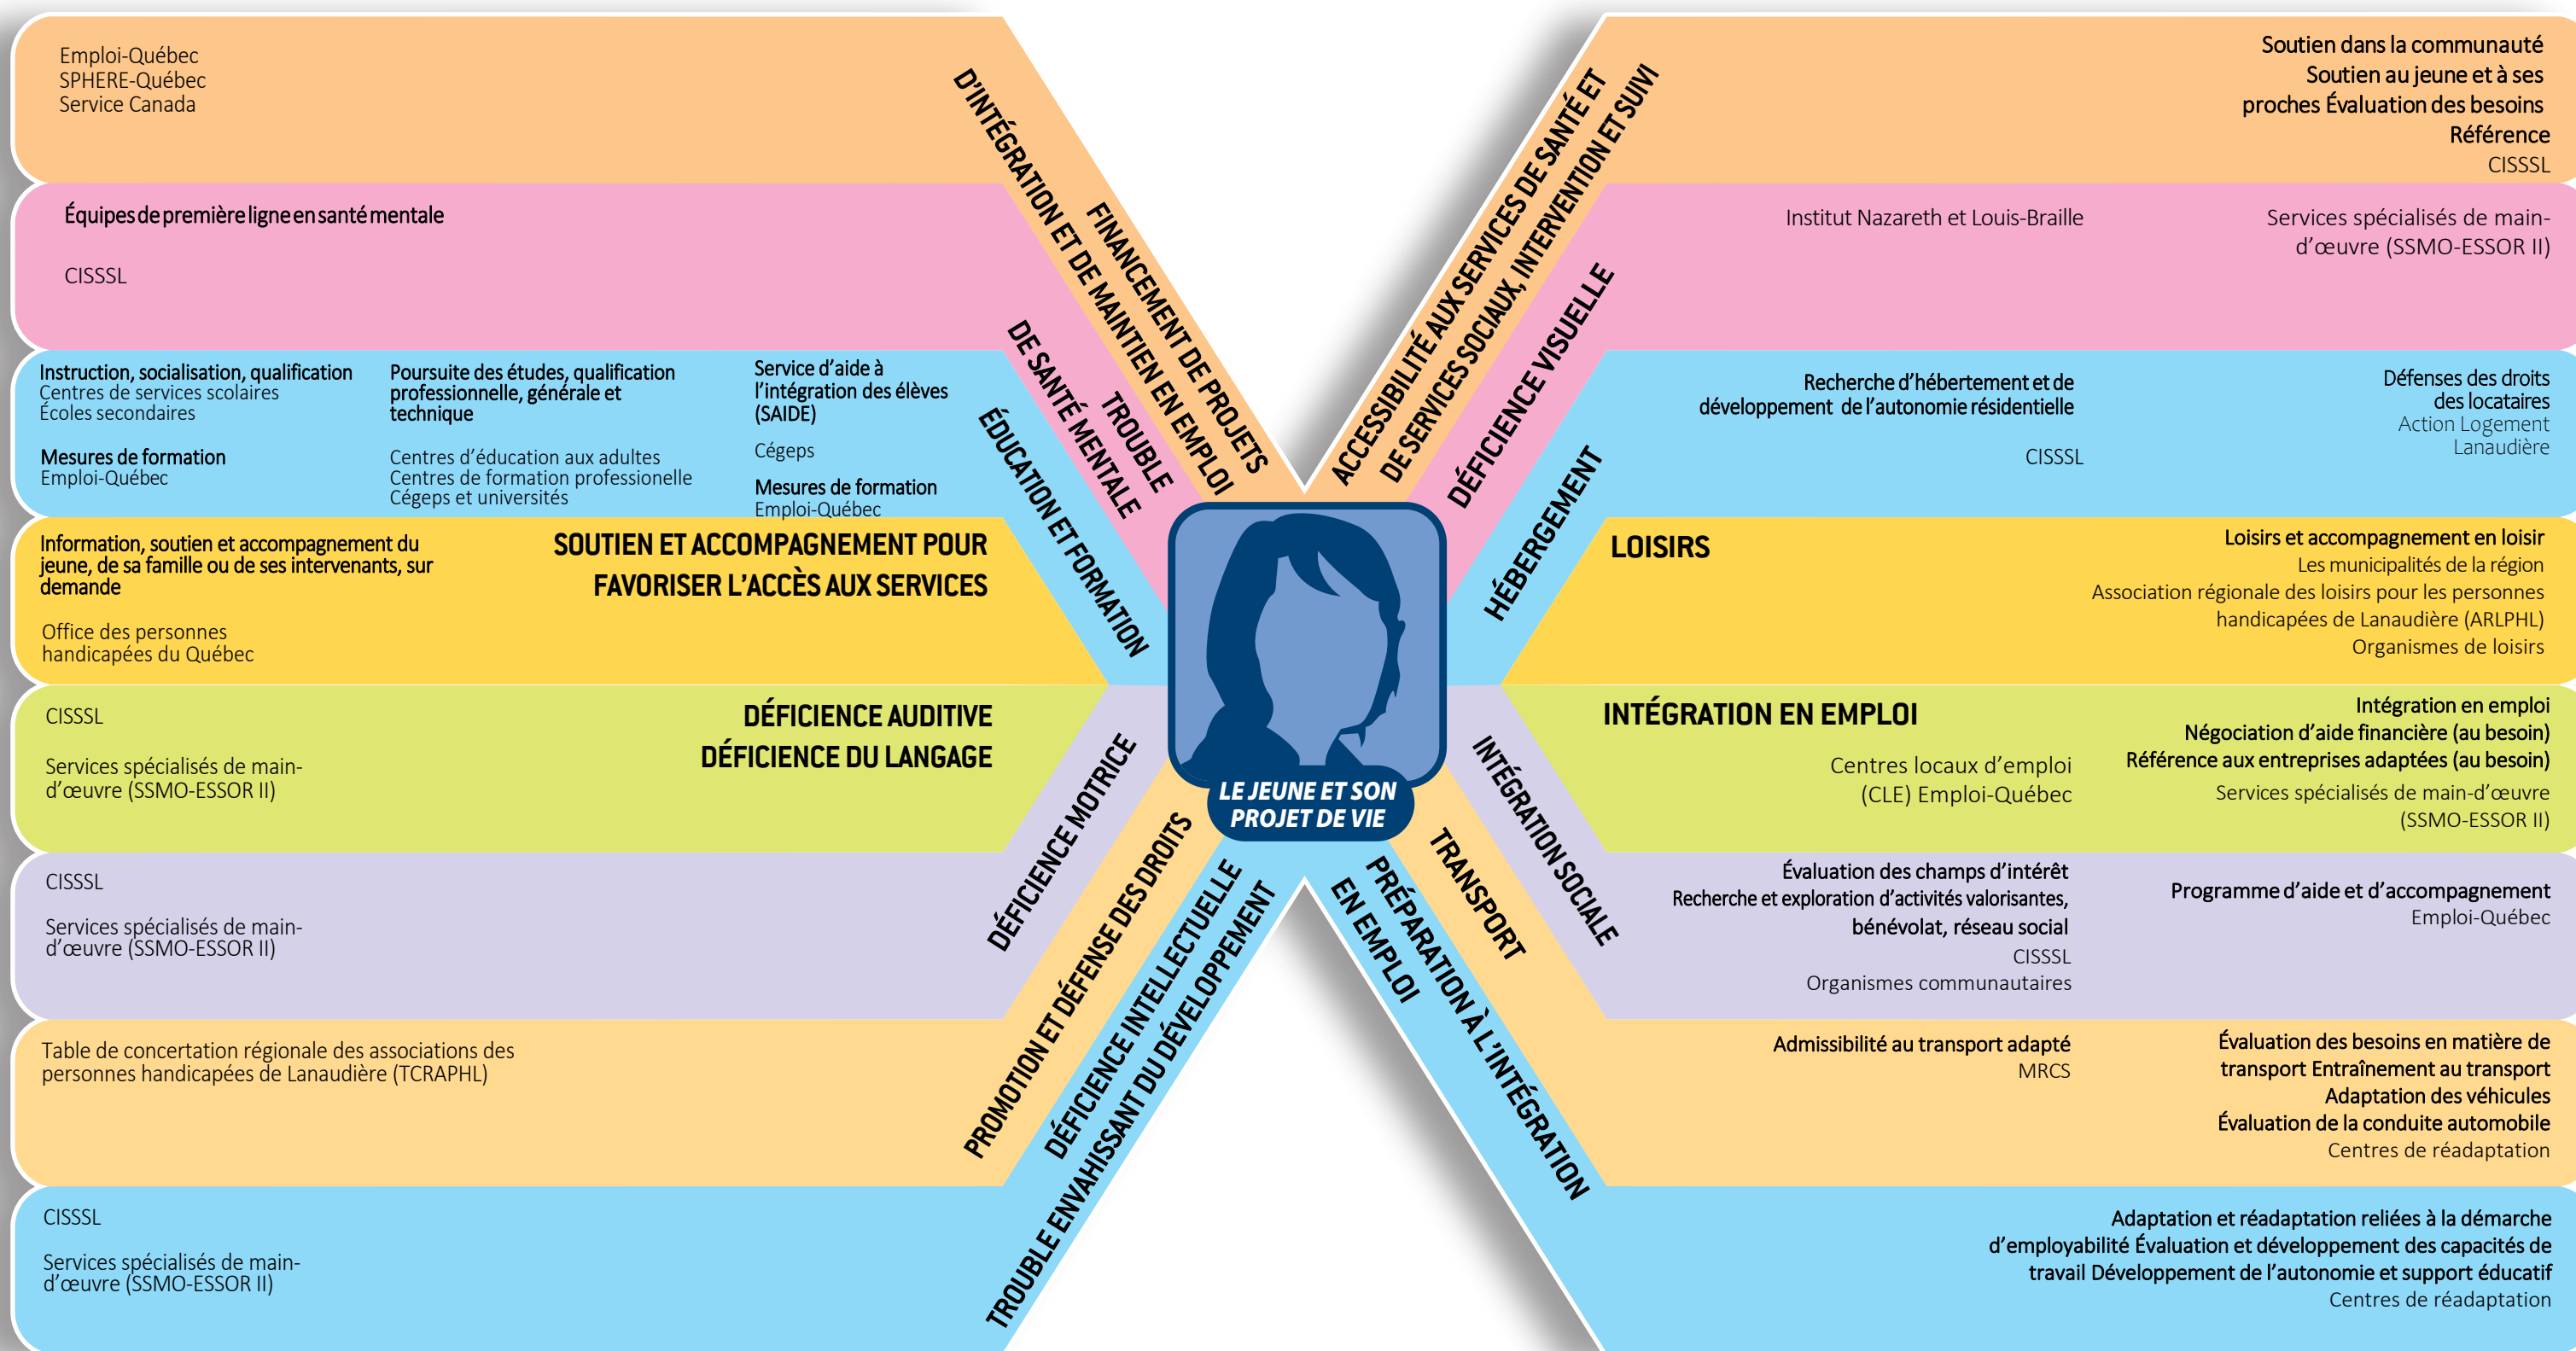 Emploi-Québec
SPHERE-Québec
Service Canada
D'INTÉGRATION ET DE MAINTIEN EN EMPLOI
FINANCEMENT DE PROJETS
Équipes de première ligne en santé mentale
CISSSL
TROUBLE
DE SANTÉ MENTALE
Instruction, socialisation, qualification
Centres de services scolaires
Écoles secondaires
Mesures de formation
Emploi-Québec
Poursuite des études, qualification
professionnelle, générale et
technique
Centres d'éducation aux adultes
Centres de formation professionelle
Cégeps et universités
Service d'aide à
l'intégration des élèves
(SAIDE)
Cégeps
Mesures de formation
Emploi-Québec
ÉDUCATION ET FORMATION
Information, soutien et accompagnement du
jeune, de sa famille ou de ses intervenants, sur
demande
Office des personnes
handicapées du Québec
SOUTIEN ET ACCOMPAGNEMENT POUR
FAVORISER L'ACCÈS AUX SERVICES
CISSSL
Services spécialisés de main-
d'œuvre (SSMO-ESSOR II)
DÉFICIENCE AUDITIVE
DÉFICIENCE DU LANGAGE
CISSSL
Services spécialisés de main-
d'œuvre (SSMO-ESSOR II)
DÉFICIENCE MOTRICE
Table de concertation régionale des associations des
personnes handicapées de Lanaudière (TCRAPHL)
PROMOTION ET DÉFENSE DES DROITS
CISSSL
Services spécialisés de main-
d'œuvre (SSMO-ESSOR II)
DÉFICIENCE INTELLECTUELLE
TROUBLE ENVAHISSANT DU DÉVELOPPEMENT
LE JEUNE ET SON
PROJET DE VIE
ACCESSIBILITÉ AUX SERVICES DE SANTÉ ET
DE SERVICES SOCIAUX, INTERVENTION ET SUIVI
Soutien dans la communauté
Soutien au jeune et à ses
proches Évaluation des besoins
Référence
CISSSL
DÉFICIENCE VISUELLE
Institut Nazareth et Louis-Braille
Services spécialisés de main-
d'œuvre (SSMO-ESSOR II)
HÉBERGEMENT
Recherche d'hébertement et de
développement de l'autonomie résidentielle
CISSSL
Défenses des droits
des locataires
Action Logement
Lanaudière
LOISIRS
Loisirs et accompagnement en loisir
Les municipalités de la région
Association régionale des loisirs pour les personnes
handicapées de Lanaudière (ARLPHL)
Organismes de loisirs
INTÉGRATION EN EMPLOI
Centres locaux d'emploi
(CLE) Emploi-Québec
Intégration en emploi
Négociation d'aide financière (au besoin)
Référence aux entreprises adaptées (au besoin)
Services spécialisés de main-d'œuvre
(SSMO-ESSOR II)
INTÉGRATION SOCIALE
Évaluation des champs d'intérêt
Recherche et exploration d'activités valorisantes,
bénévolat, réseau social
CISSSL
Organismes communautaires
Programme d'aide et d'accompagnement
Emploi-Québec
TRANSPORT
Admissibilité au transport adapté
MRCS
Évaluation des besoins en matière de
transport Entraînement au transport
Adaptation des véhicules
Évaluation de la conduite automobile
Centres de réadaptation
PRÉPARATION À L'INTÉGRATION
EN EMPLOI
Adaptation et réadaptation reliées à la démarche
d'employabilité Évaluation et développement des capacités de
travail Développement de l'autonomie et support éducatif
Centres de réadaptation